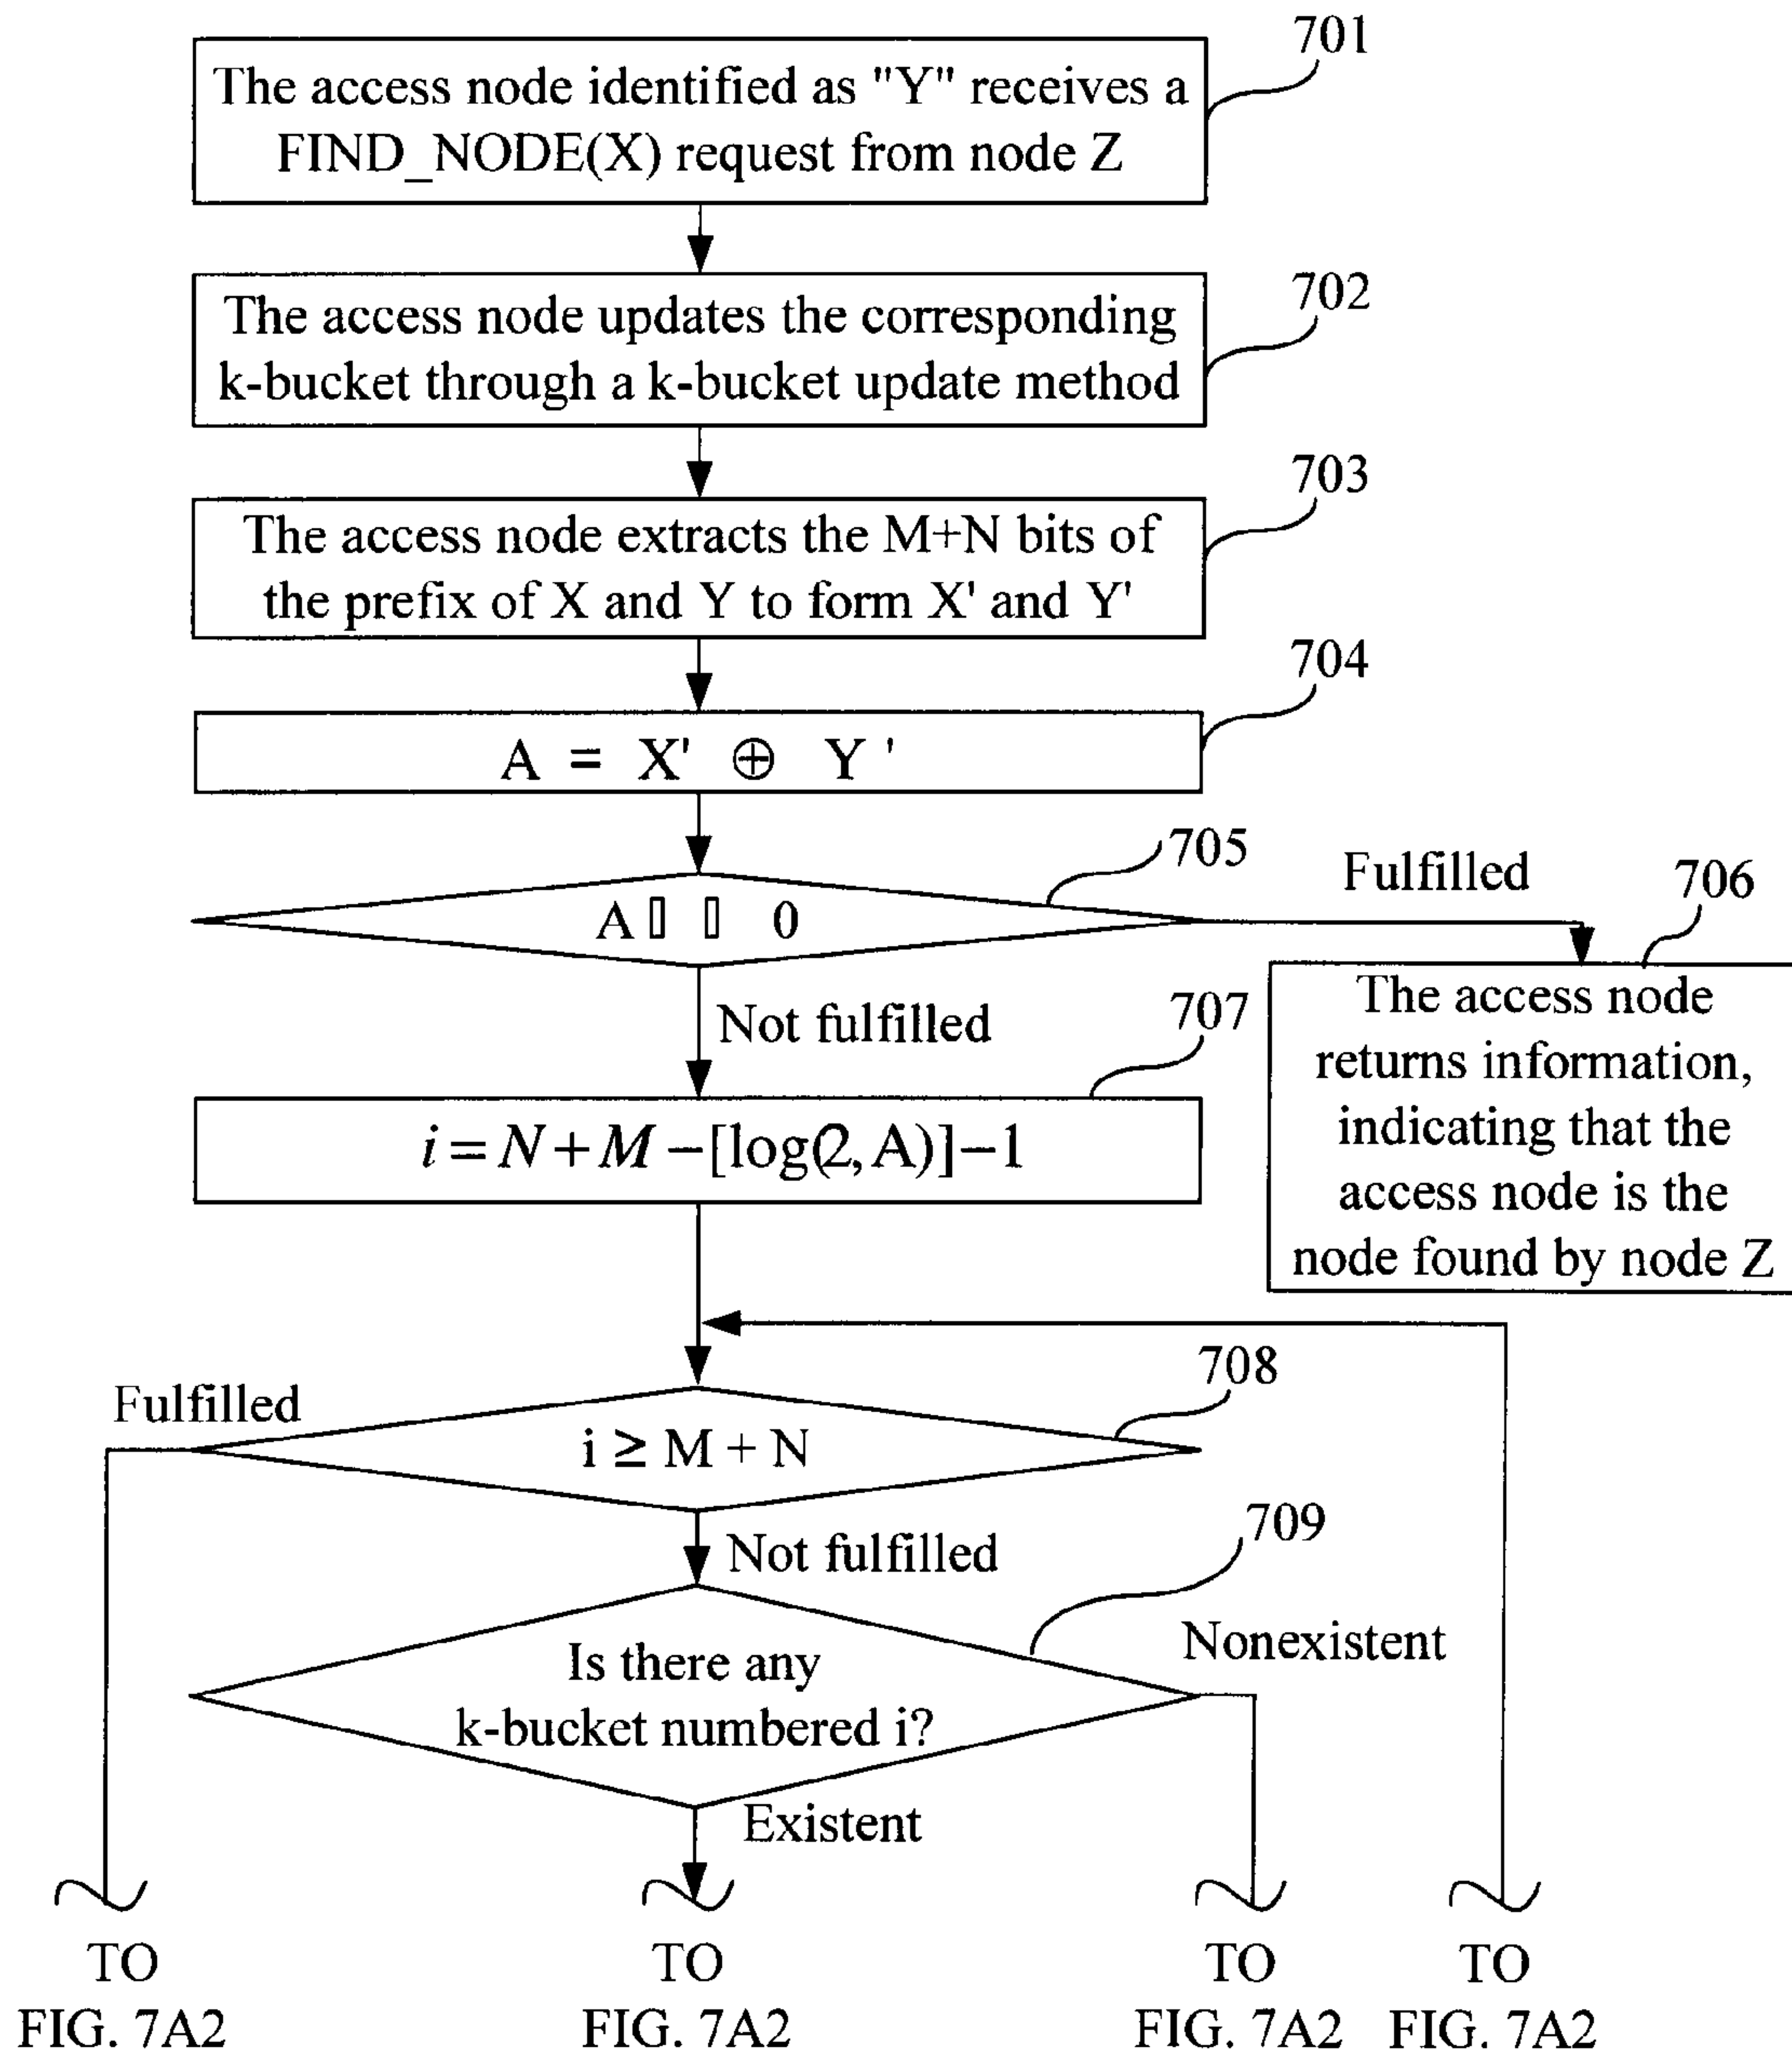 701
The access node identified as "Y" receives a
FIND_NODE(X) request from node Z
702
The access node updates the corresponding
k-bucket through a k-bucket update method
703
The access node extracts the M+N bits of
the prefix of X and Y to form X' and Y'
704
A = X' ⊕ Y '
705
Fulfilled
706
A▯ ▯ 0
The access node
returns information,
indicating that the
access node is the
node found by node Z
Not fulfilled
707
i=N+M-[log(2,A)]-1
708
Fulfilled
i ≥ M + N
709
Not fulfilled
Nonexistent
Is there any
k-bucket numbered i?
Existent
TO
FIG. 7A2
TO
FIG. 7A2
TO
FIG. 7A2
TO
FIG. 7A2